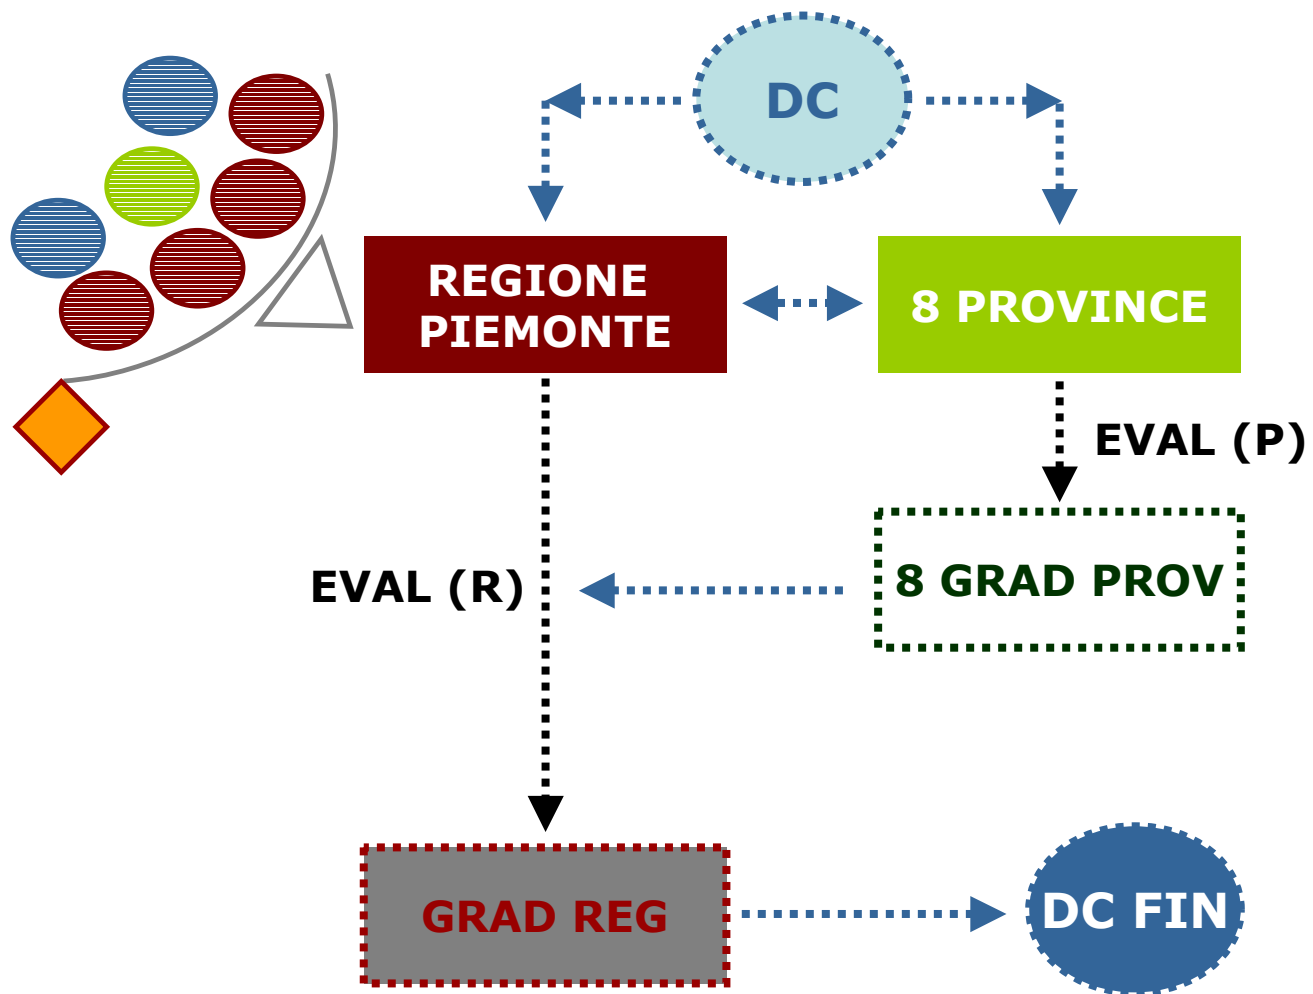 DC
REGIONE
PIEMONTE
8 PROVINCE
EVAL (P)
8 GRAD PROV
EVAL (R)
GRAD REG
DC FIN